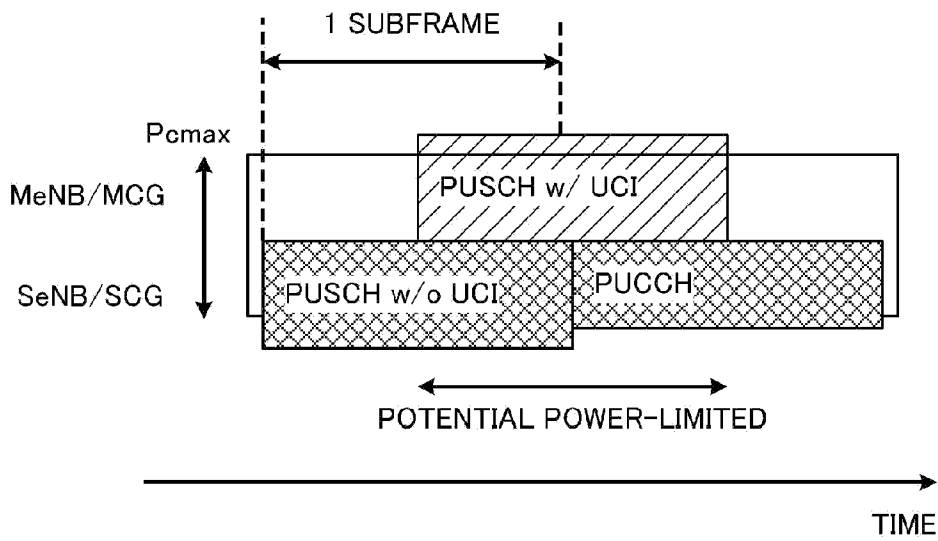 1 SUBFRAME
Pcmax
MeNB/MCG
PUSCH w/ UCI
SeNB/SCG
PUSCH w/o UCI
PUCCH
POTENTIAL POWER-LIMITED
TIME